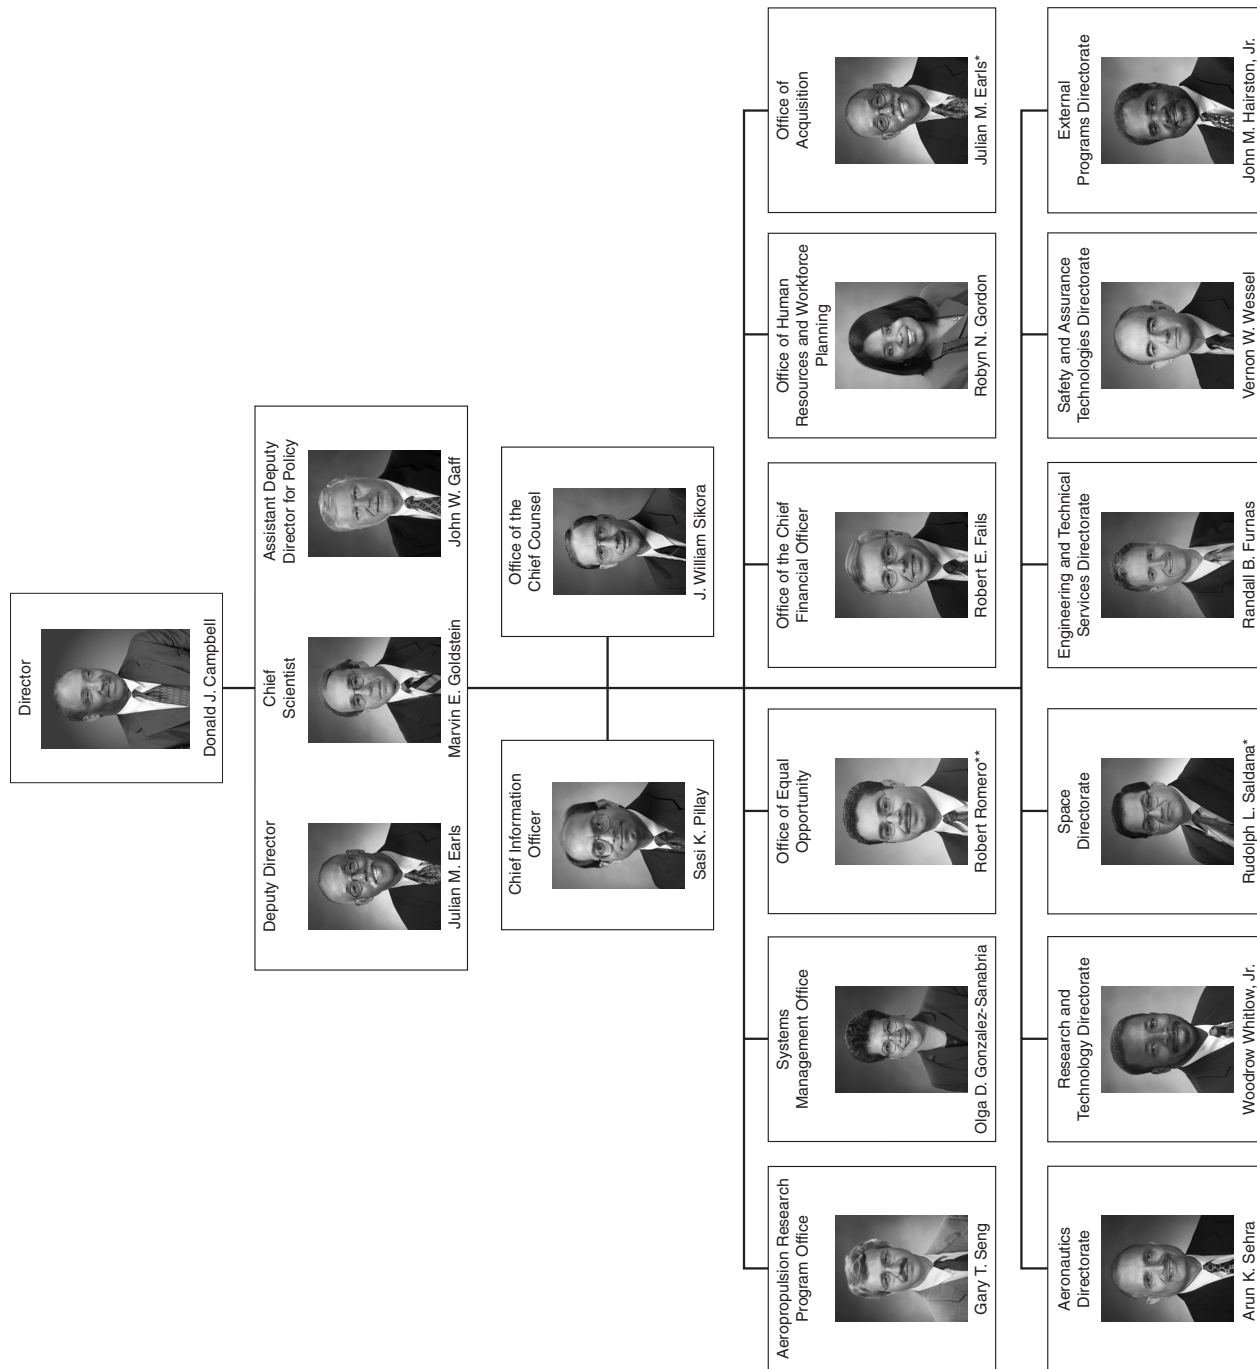 Director
Donald J. Campbell
Deputy Director
Julian M. Earls
Chief
Scientist
Marvin E. Goldstein
Assistant Deputy
Director for Policy
John W. Gaff
Chief Information
Officer
Sasi K. Pillay
Office of the
Chief Counsel
J. William Sikora
Aeropropulsion Research
Program Office
Gary T. Seng
Systems
Management Office
Olga D. Gonzalez-Sanabria
Office of Equal
Opportunity
Robert Romero**
Office of the Chief
Financial Officer
Robert E. Fails
Office of Human
Resources and Workforce
Planning
Robyn N. Gordon
Office of
Acquisition
Julian M. Earls*
Aeronautics
Directorate
Arun K. Sehra
Research and
Technology Directorate
Woodrow Whitlow, Jr.
Space
Directorate
Rudolph L. Saldana*
Engineering and Technical
Services Directorate
Randall B. Furnas
Safety and Assurance
Technologies Directorate
Vernon W. Wessel
External
Programs Directorate
John M. Hairston, Jr.